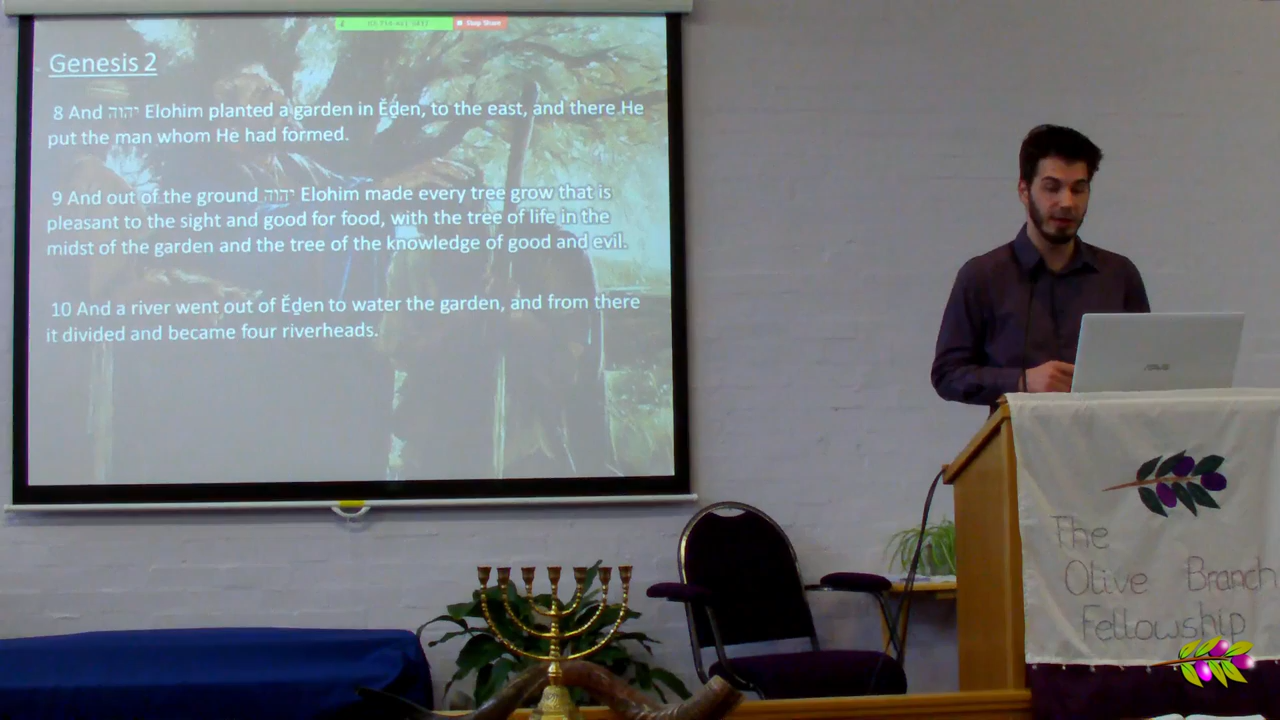 Stop Share
Genesis 2
8 And יהוה Elohim planted a garden in Ěḏen, to the east, and there He
put the man whom He had formed.
9 And out of the ground יהוה Elohim made every tree grow that is
pleasant to the sight and good for food, with the tree of life in the
midst of the garden and the tree of the knowledge of good and evil.
10 And a river went out of Ěḏen to water the garden, and from there
it divided and became four riverheads.
ASUS
The
Olive Branch
Fellowship